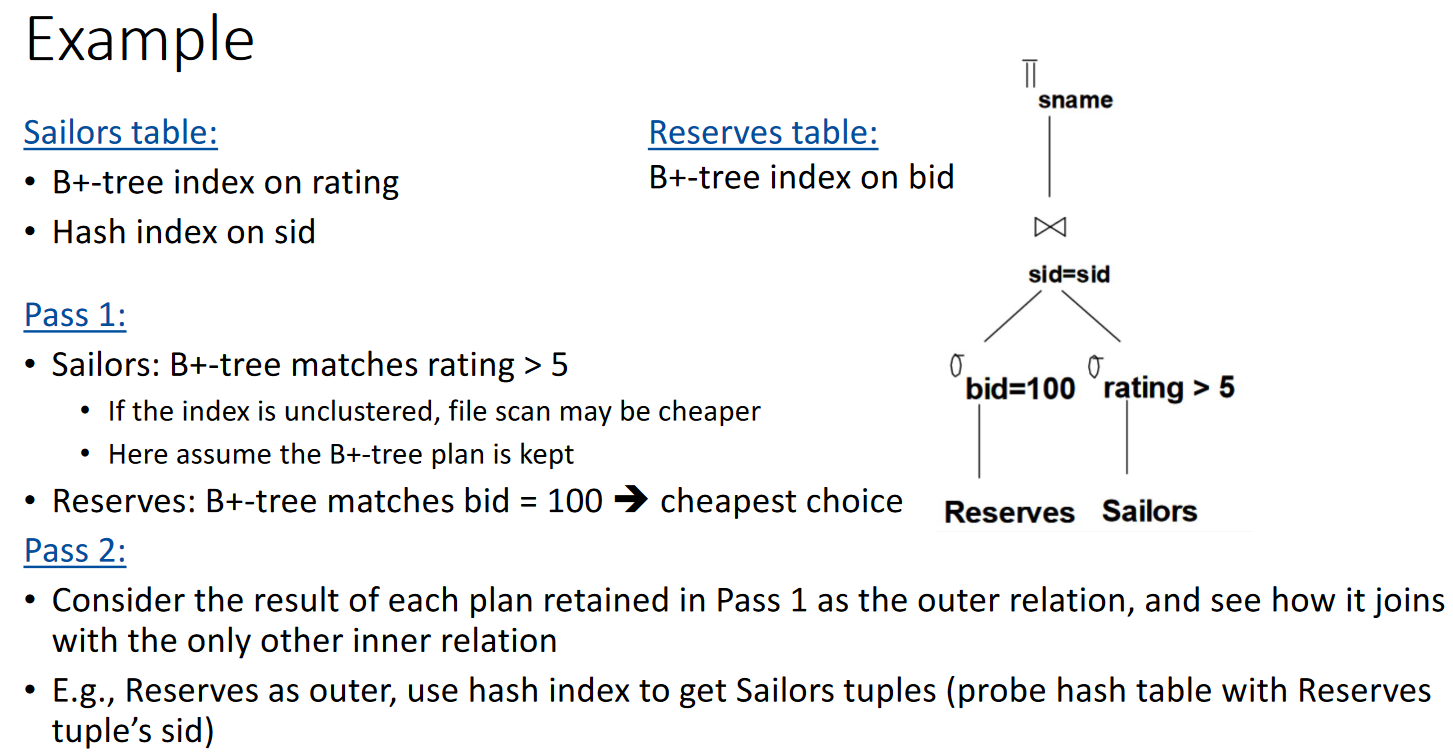 Example
Sailors table:
• B+-tree index on rating
• Hash index on sid
Reserves table:
B+-tree index on bid
Pass 1:
• Sailors: B+-tree matches rating > 5
• If the index is unclustered, file scan may be cheaper
• Here assume the B+-tree plan is kept
• Reserves: B+-tree matches bid = 100 ➔ cheapest choice
Pass 2:
• Consider the result of each plan retained in Pass 1 as the outer relation, and see how it joins
with the only other inner relation
• E.g., Reserves as outer, use hash index to get Sailors tuples (probe hash table with Reserves
tuple’s sid)
π sname
⋈
sid=sid
σ bid=100 σ rating > 5
Reserves Sailors